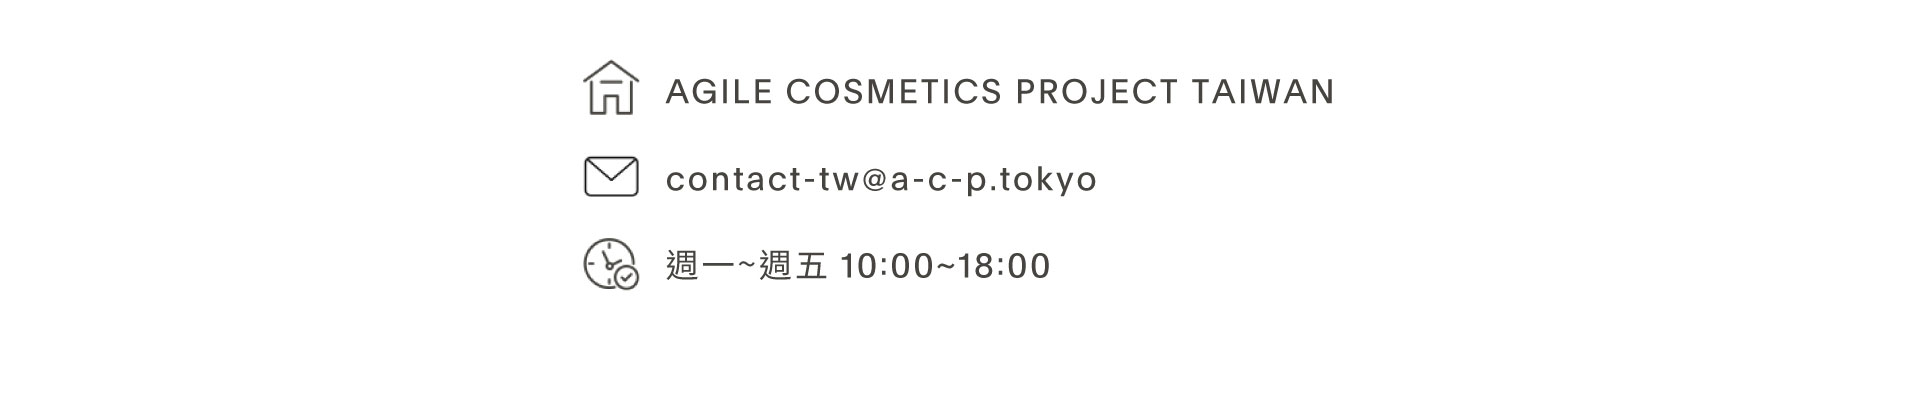 AGILE COSMETICS PROJECT TAIWAN
contact-tw@a-c-p.tokyo
週一~週五 10:00~18:00